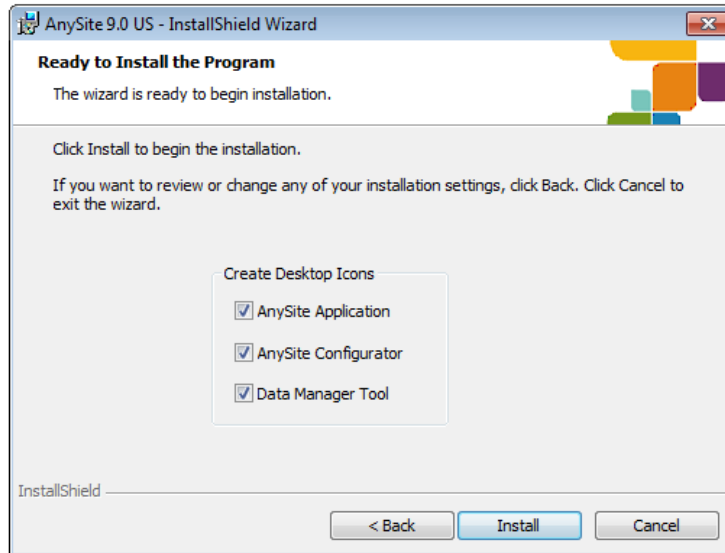 AnySite 9.0 US - InstallShield Wizard
Ready to Install the Program
The wizard is ready to begin installation.
Click Install to begin the installation.
If you want to review or change any of your installation settings, click Back. Click Cancel to
exit the wizard.
Create Desktop Icons
AnySite Application
AnySite Configurator
Data Manager Tool
InstallShield
< Back
Install
Cancel